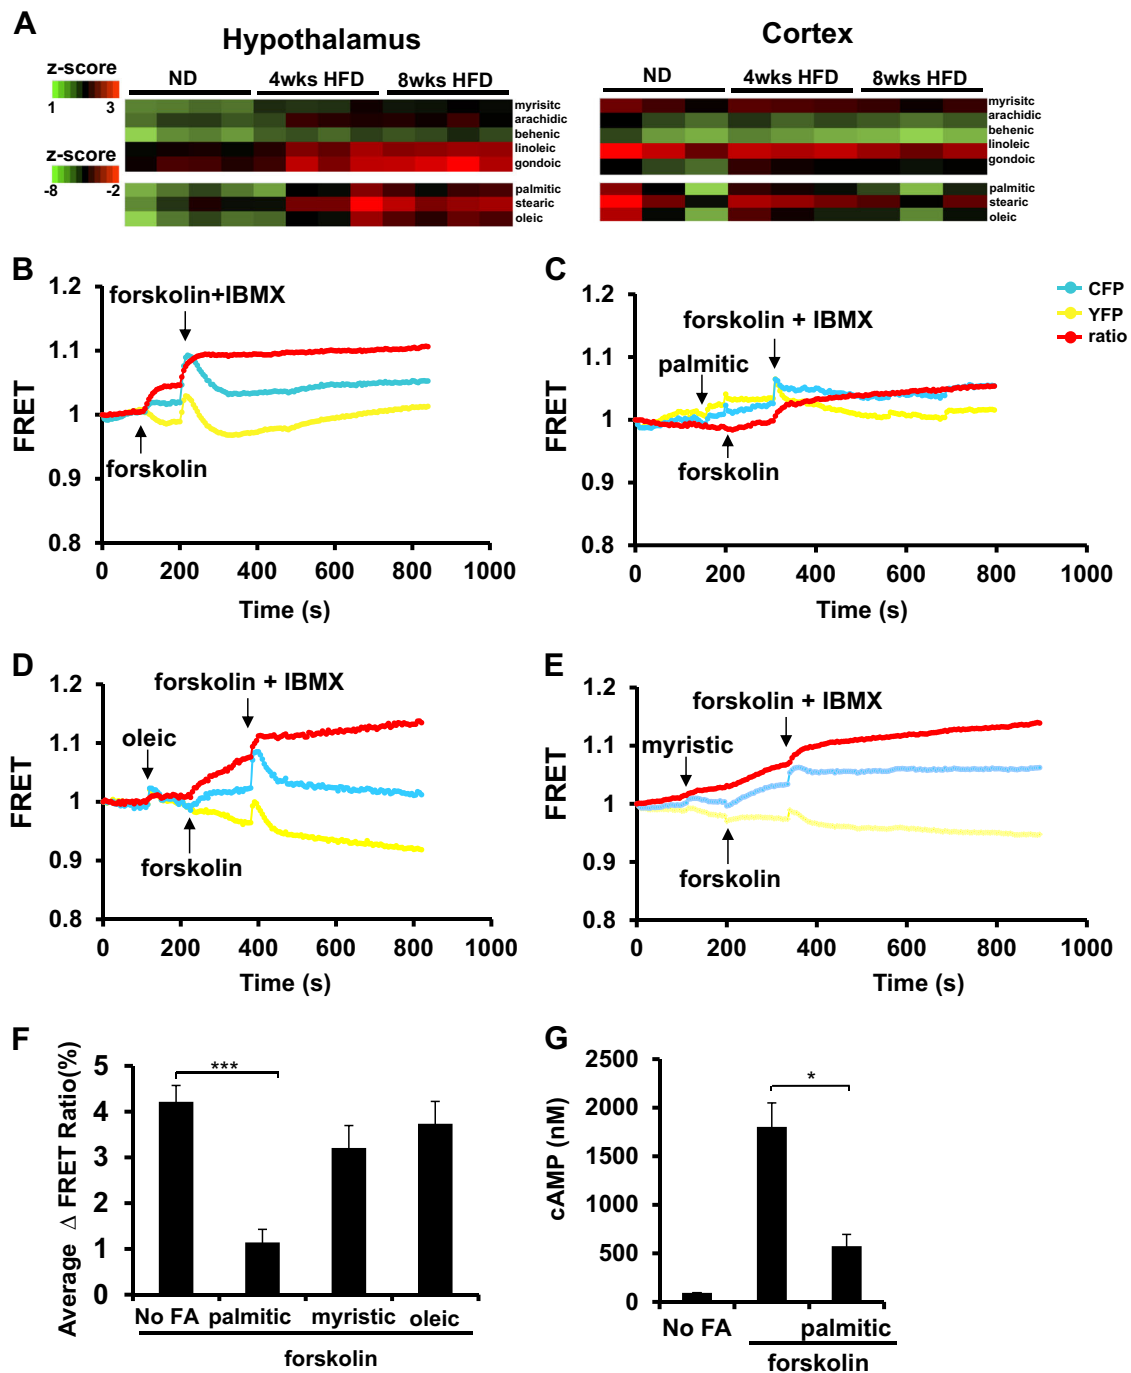 A
Hypothalamus
Cortex
z-score
1 3
z-score
-8 -2
ND 4wks HFD 8wks HFD
myrisitc
arachidic
behenic
linoleic
gondoic
palmitic
stearic
oleic
ND 4wks HFD 8wks HFD
myrisitc
arachidic
behenic
linoleic
gondoic
palmitic
stearic
oleic
B
FRET
1.2
1.1
1
0.9
0.8
forskolin+IBMX
forskolin
0 200 400 600 800 1000
Time (s)
C
FRET
1.2
1.1
1
0.9
0.8
forskolin + IBMX
palmitic
forskolin
0 200 400 600 800 1000
Time (s)
CFP
YFP
ratio
D
FRET
1.2
1.1
1
0.9
0.8
forskolin + IBMX
oleic
forskolin
0 200 400 600 800 1000
Time (s)
E
FRET
1.2
1.1
1
0.9
0.8
forskolin + IBMX
myristic
forskolin
0 200 400 600 800 1000
Time (s)
F
Average Δ FRET Ratio(%)
5
4
3
2
1
0
***
No FA palmitic myristic oleic
forskolin
G
cAMP (nM)
2500
2000
1500
1000
500
0
*
No FA palmitic
forskolin